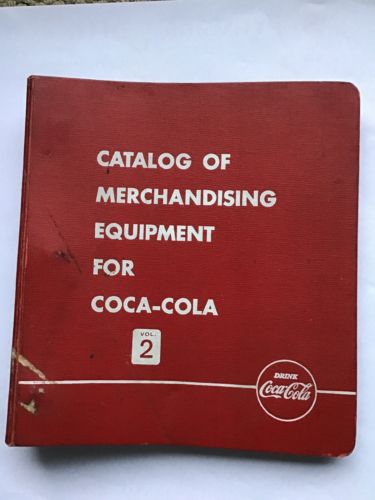 CATALOG OF
MERCHANDISING
EQUIPMENT
FOR
COCA-COLA
VOL.
2
DRINK
Coca-Cola